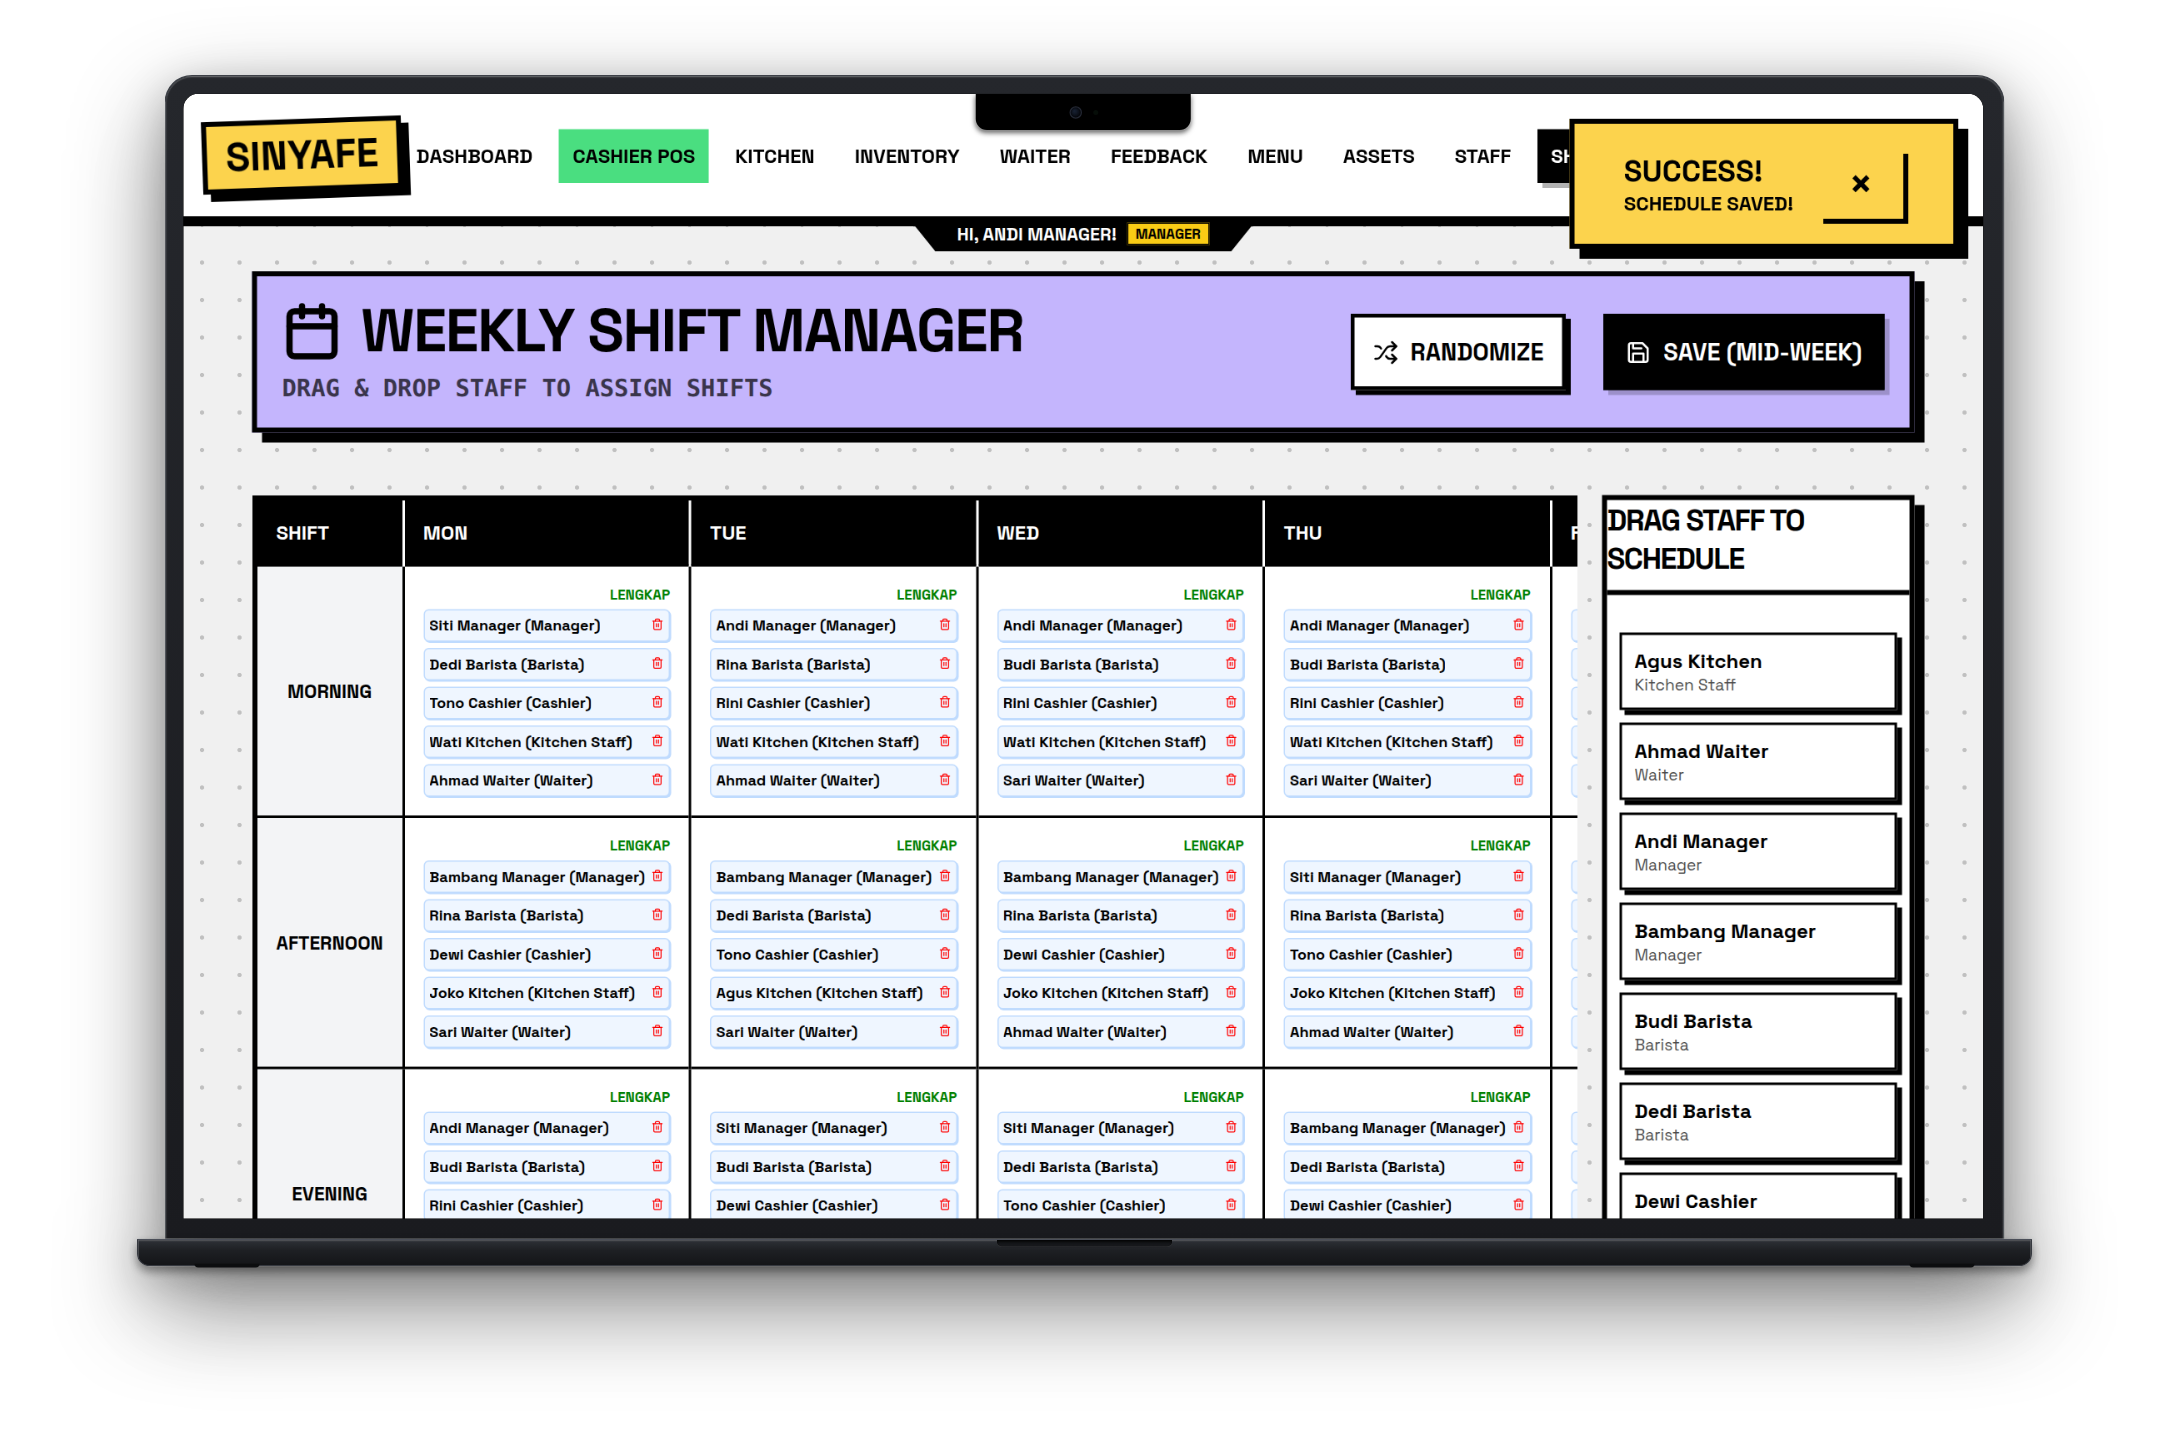 SINYAFE
DASHBOARD CASHIER POS KITCHEN INVENTORY WAITER FEEDBACK MENU ASSETS STAFF
SUCCESS!
SCHEDULE SAVED!
HI, ANDI MANAGER! MANAGER
WEEKLY SHIFT MANAGER
DRAG & DROP STAFF TO ASSIGN SHIFTS
RANDOMIZE
SAVE (MID-WEEK)
SHIFT MON TUE WED THU
MORNING
LENGKAP LENGKAP LENGKAP LENGKAP
Siti Manager (Manager) Andi Manager (Manager) Andi Manager (Manager) Andi Manager (Manager)
Dedi Barista (Barista) Rina Barista (Barista) Budi Barista (Barista) Budi Barista (Barista)
Tono Cashier (Cashier) Rini Cashier (Cashier) Rini Cashier (Cashier) Rini Cashier (Cashier)
Wati Kitchen (Kitchen Staff) Wati Kitchen (Kitchen Staff) Wati Kitchen (Kitchen Staff) Wati Kitchen (Kitchen Staff)
Ahmad Waiter (Waiter) Ahmad Waiter (Waiter) Sari Waiter (Waiter) Sari Waiter (Waiter)
AFTERNOON
LENGKAP LENGKAP LENGKAP LENGKAP
Bambang Manager (Manager) Bambang Manager (Manager) Bambang Manager (Manager) Siti Manager (Manager)
Rina Barista (Barista) Dedi Barista (Barista) Rina Barista (Barista) Rina Barista (Barista)
Dewi Cashier (Cashier) Tono Cashier (Cashier) Dewi Cashier (Cashier) Tono Cashier (Cashier)
Joko Kitchen (Kitchen Staff) Agus Kitchen (Kitchen Staff) Joko Kitchen (Kitchen Staff) Joko Kitchen (Kitchen Staff)
Sari Waiter (Waiter) Sari Waiter (Waiter) Ahmad Waiter (Waiter) Ahmad Waiter (Waiter)
EVENING
LENGKAP LENGKAP LENGKAP LENGKAP
Andi Manager (Manager) Siti Manager (Manager) Siti Manager (Manager) Bambang Manager (Manager)
Budi Barista (Barista) Budi Barista (Barista) Dedi Barista (Barista) Dedi Barista (Barista)
Rini Cashier (Cashier) Dewi Cashier (Cashier) Tono Cashier (Cashier) Dewi Cashier (Cashier)
DRAG STAFF TO
SCHEDULE
Agus Kitchen
Kitchen Staff
Ahmad Waiter
Waiter
Andi Manager
Manager
Bambang Manager
Manager
Budi Barista
Barista
Dedi Barista
Barista
Dewi Cashier